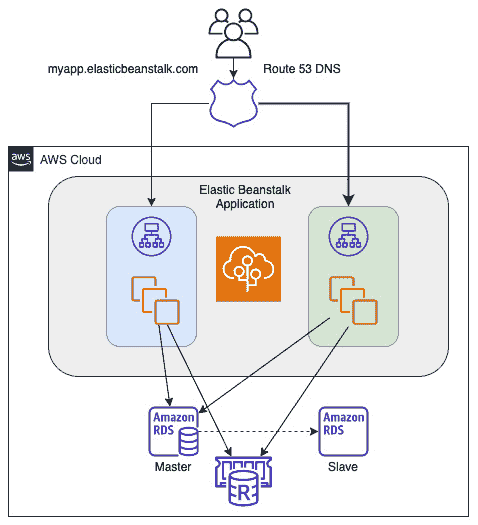 myapp.elasticbeanstalk.com
Route 53 DNS
aws
AWS Cloud
Elastic Beanstalk
Application
Amazon
RDS
Amazon
RDS
Master
Slave
R